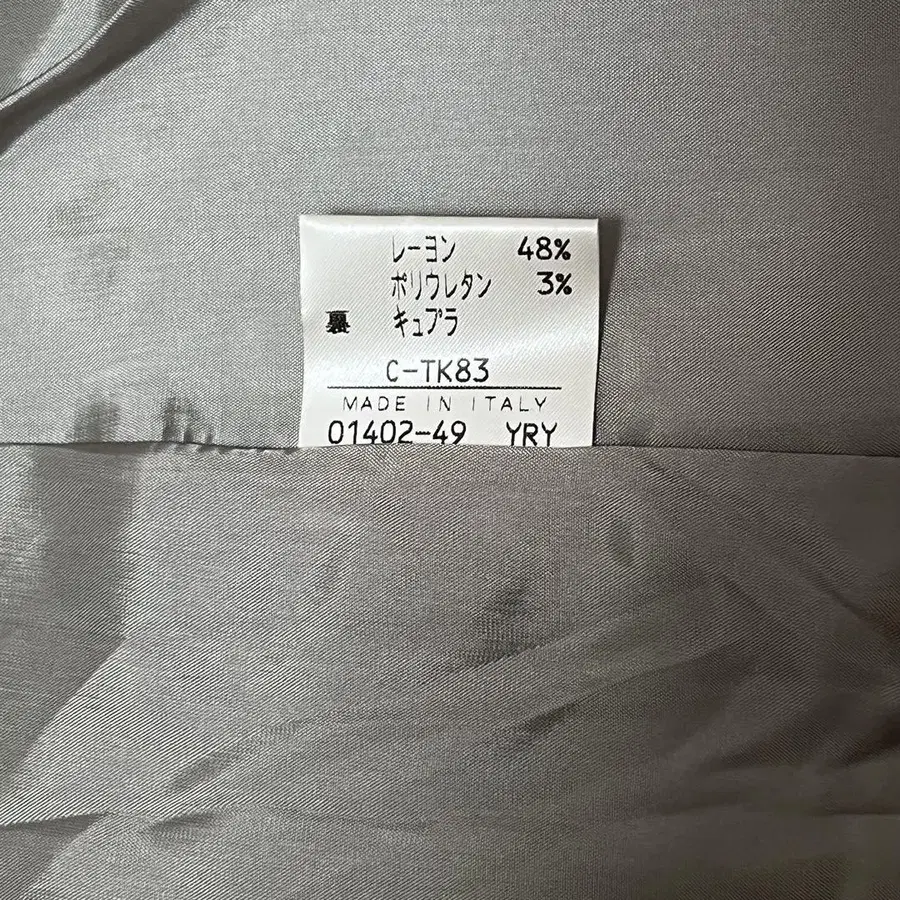 レーヨン 48%
ポリウレタン 3%
裏 キュプラ
C-TK83
MADE IN ITALY
01402-49 YRY